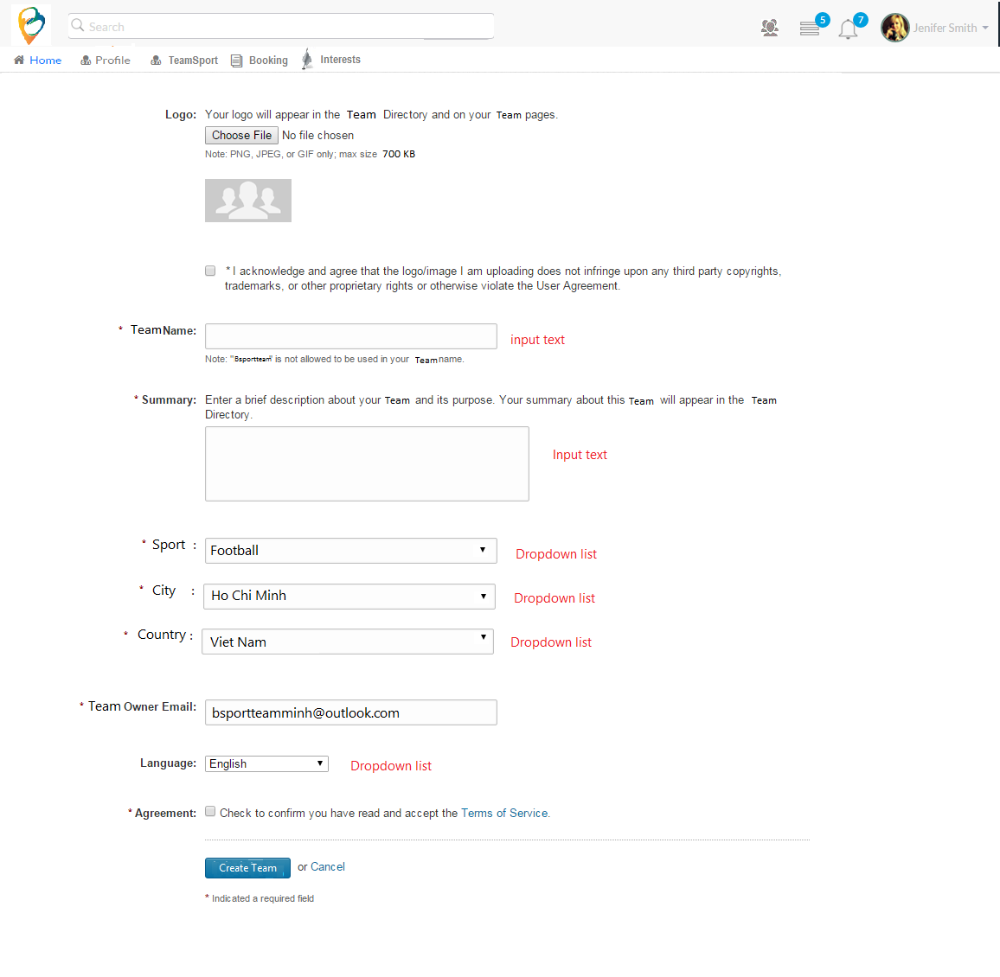 Search
5
7
Jenifer Smith
Home Profile TeamSport Booking Interests
Logo: Your logo will appear in the Team Directory and on your Team pages.
Choose File No file chosen
Note: PNG, JPEG, or GIF only; max size 700 KB
* I acknowledge and agree that the logo/image I am uploading does not infringe upon any third party copyrights,
trademarks, or other proprietary rights or otherwise violate the User Agreement.
* Team Name: input text
Note: "Bsportteam" is not allowed to be used in your Team name.
* Summary: Enter a brief description about your Team and its purpose. Your summary about this Team will appear in the Team
Directory.
Input text
* Sport : Football Dropdown list
* City : Ho Chi Minh Dropdown list
* Country : Viet Nam Dropdown list
* Team Owner Email: bsportteamminh@outlook.com
Language: English Dropdown list
* Agreement: Check to confirm you have read and accept the Terms of Service.
Create Team or Cancel
* Indicated a required field